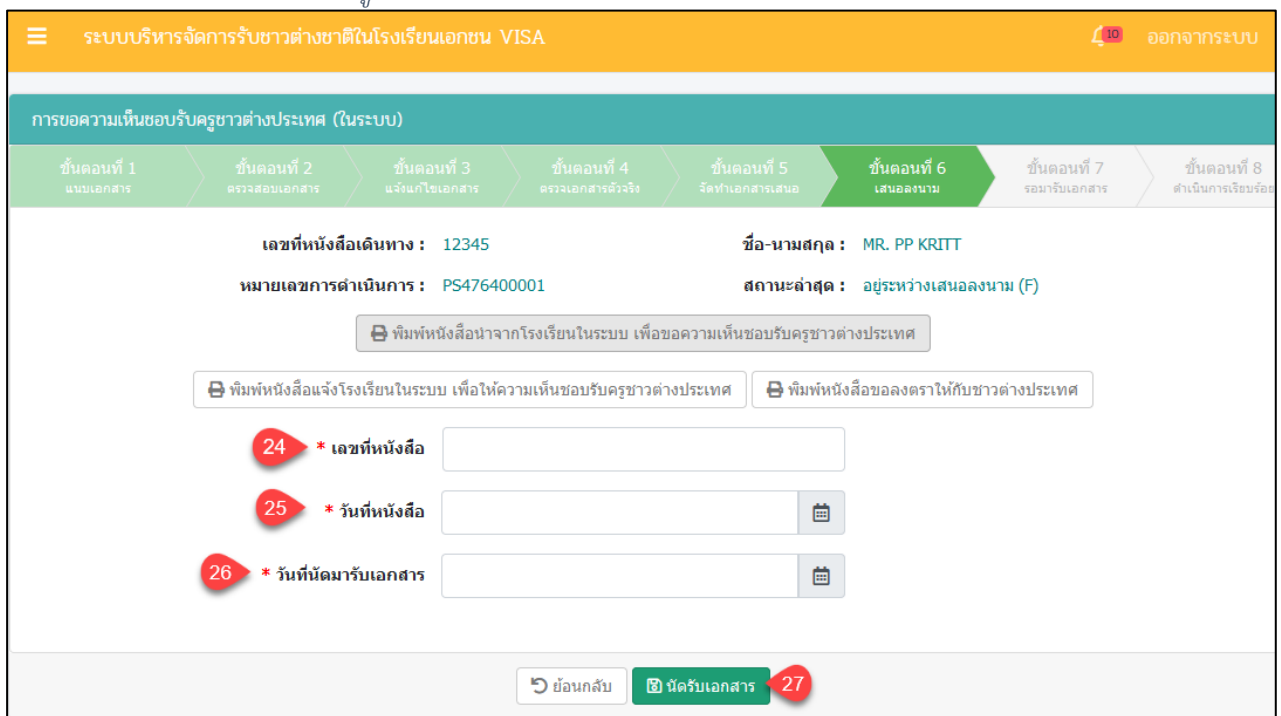 ระบบบริหารจัดการรับชาวต่างชาติในโรงเรียนเอกชน VISA 10 ออกจากระบบ
การขอความเห็นชอบรับครูชาวต่างประเทศ (ในระบบ)
ขั้นตอนที่ 1 ขั้นตอนที่ 2 ขั้นตอนที่ 3 ขั้นตอนที่ 4 ขั้นตอนที่ 5 ขั้นตอนที่ 6 ขั้นตอนที่ 7 ขั้นตอนที่ 8
แนบเอกสาร ตรวจสอบเอกสาร แจ้งแก้ไขเอกสาร ตรวจเอกสารตัวจริง จัดทำเอกสารเสนอ เสนอลงนาม รอมารับเอกสาร ดำเนินการเรียบร้อย
เลขที่หนังสือเดินทาง : 12345 ชื่อ-นามสกุล : MR. PP KRITT
หมายเลขการดำเนินการ : PS476400001 สถานะล่าสุด : อยู่ระหว่างเสนอลงนาม (F)
พิมพ์หนังสือนำจากโรงเรียนในระบบ เพื่อขอความเห็นชอบรับครูชาวต่างประเทศ
พิมพ์หนังสือแจ้งโรงเรียนในระบบ เพื่อให้ความเห็นชอบรับครูชาวต่างประเทศ พิมพ์หนังสือขอลงตราให้กับชาวต่างประเทศ
24 * เลขที่หนังสือ
25 * วันที่หนังสือ
26 * วันที่นัดมารับเอกสาร
ย้อนกลับ นัดรับเอกสาร 27